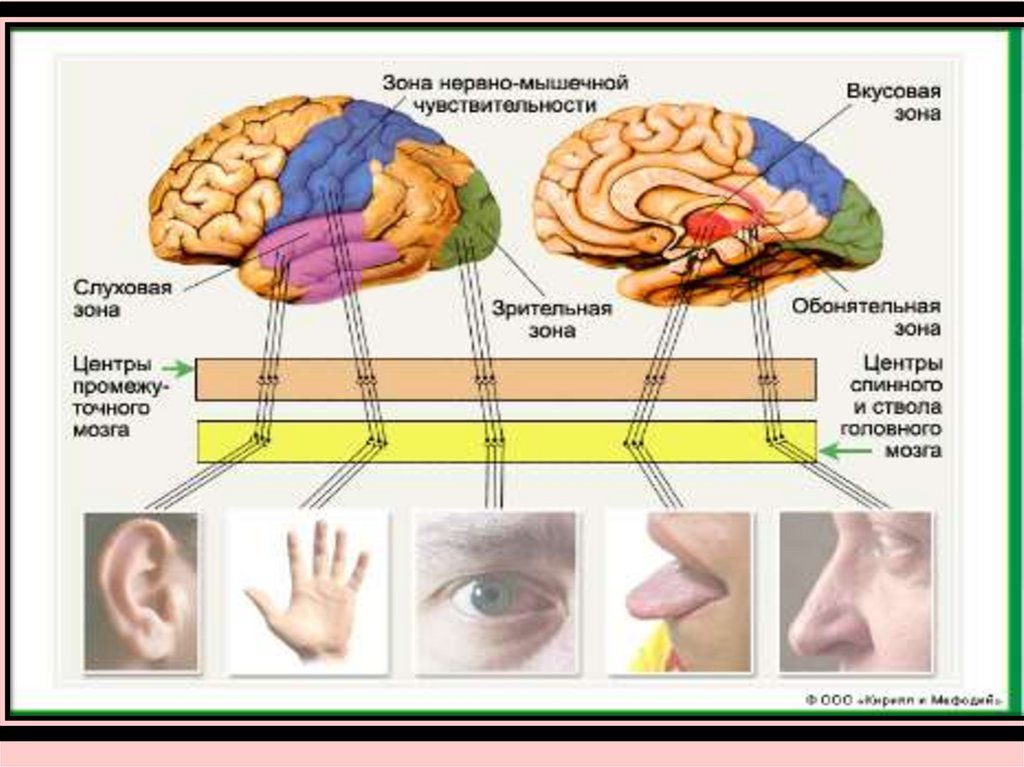 Зона нервно-мышечной
чувствительности
Вкусовая
зона
Слуховая
зона
Зрительная
зона
Обонятельная
зона
Центры
промежу-
точного
мозга
Центры
спинного
и ствола
головного
мозга
© ООО «Кирилл и Мефодий»